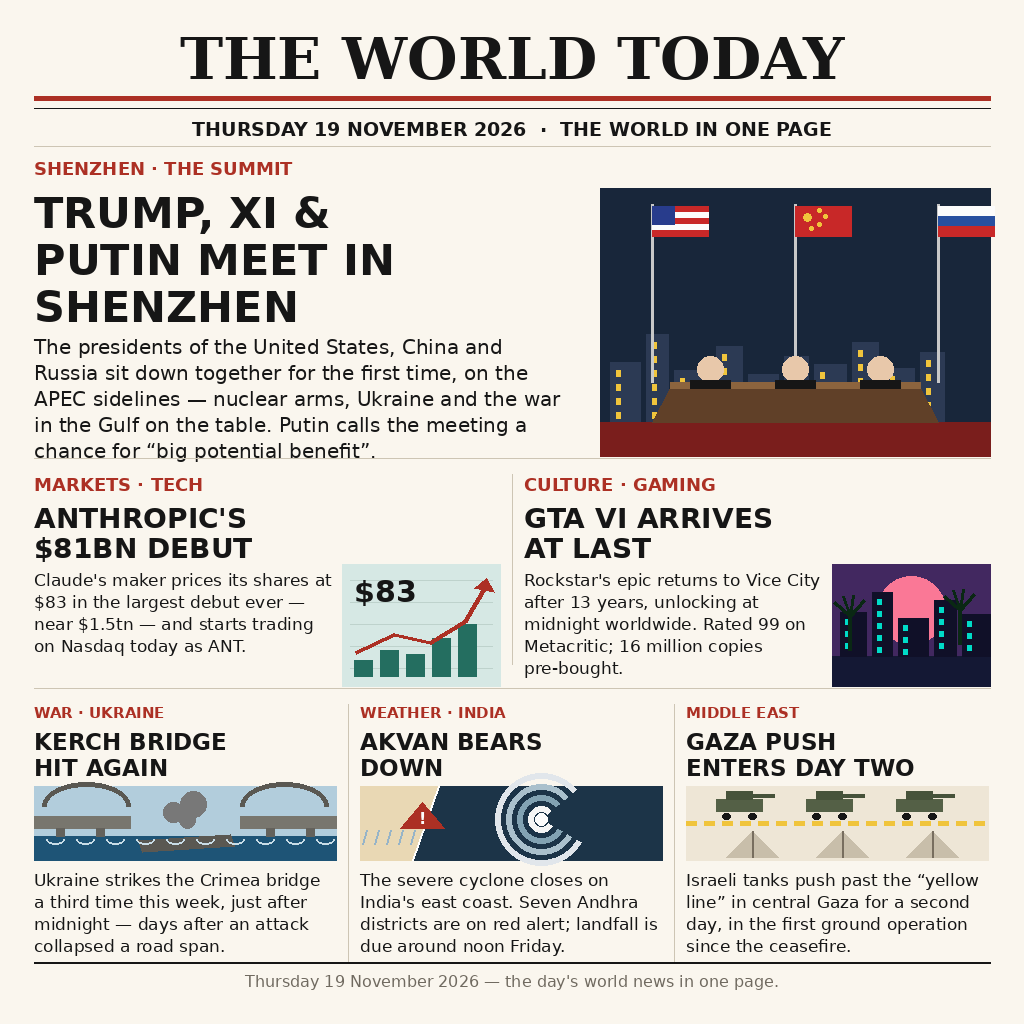 THE WORLD TODAY
THURSDAY 19 NOVEMBER 2026 · THE WORLD IN ONE PAGE
SHENZHEN · THE SUMMIT
TRUMP, XI &
PUTIN MEET IN
SHENZHEN
The presidents of the United States, China and
Russia sit down together for the first time, on the
APEC sidelines — nuclear arms, Ukraine and the war
in the Gulf on the table. Putin calls the meeting a
chance for “big potential benefit”.
MARKETS · TECH
ANTHROPIC'S
$81BN DEBUT
Claude's maker prices its shares at
$83 in the largest debut ever —
near $1.5tn — and starts trading
on Nasdaq today as ANT.
$83
CULTURE · GAMING
GTA VI ARRIVES
AT LAST
Rockstar's epic returns to Vice City
after 13 years, unlocking at
midnight worldwide. Rated 99 on
Metacritic; 16 million copies
pre-bought.
WAR · UKRAINE
KERCH BRIDGE
HIT AGAIN
Ukraine strikes the Crimea bridge
a third time this week, just after
midnight — days after an attack
collapsed a road span.
WEATHER · INDIA
AKVAN BEARS
DOWN
!
The severe cyclone closes on
India's east coast. Seven Andhra
districts are on red alert; landfall is
due around noon Friday.
MIDDLE EAST
GAZA PUSH
ENTERS DAY TWO
Israeli tanks push past the “yellow
line” in central Gaza for a second
day, in the first ground operation
since the ceasefire.
Thursday 19 November 2026 — the day's world news in one page.